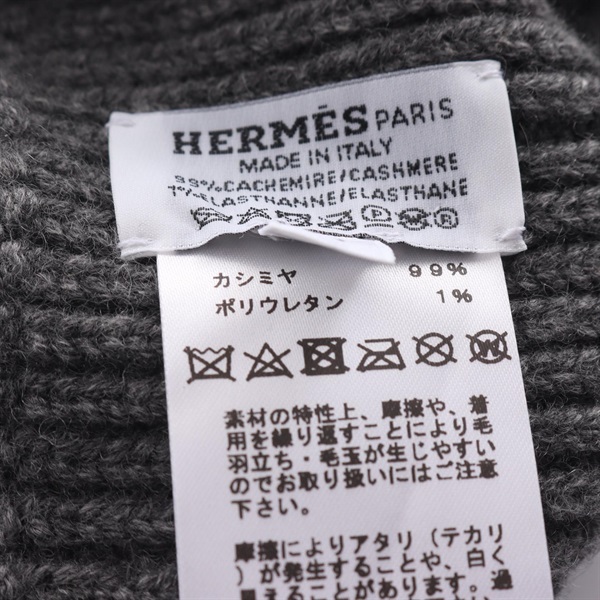 HERMÈS PARIS
MADE IN ITALY
99% CACHEMIRE/CASHMERE
1% ELASTHANNE/ELASTHANE
P W R
カシミヤ 99%
ポリウレタン 1%
W
素材の特性上、摩擦や、着
用を繰り返すことにより毛
羽立ち・毛玉が生じやすい
のでお取り扱いにはご注意
下さい。
摩擦によりアタリ(テカリ
)が発生することや、白く
見えることがあります。過